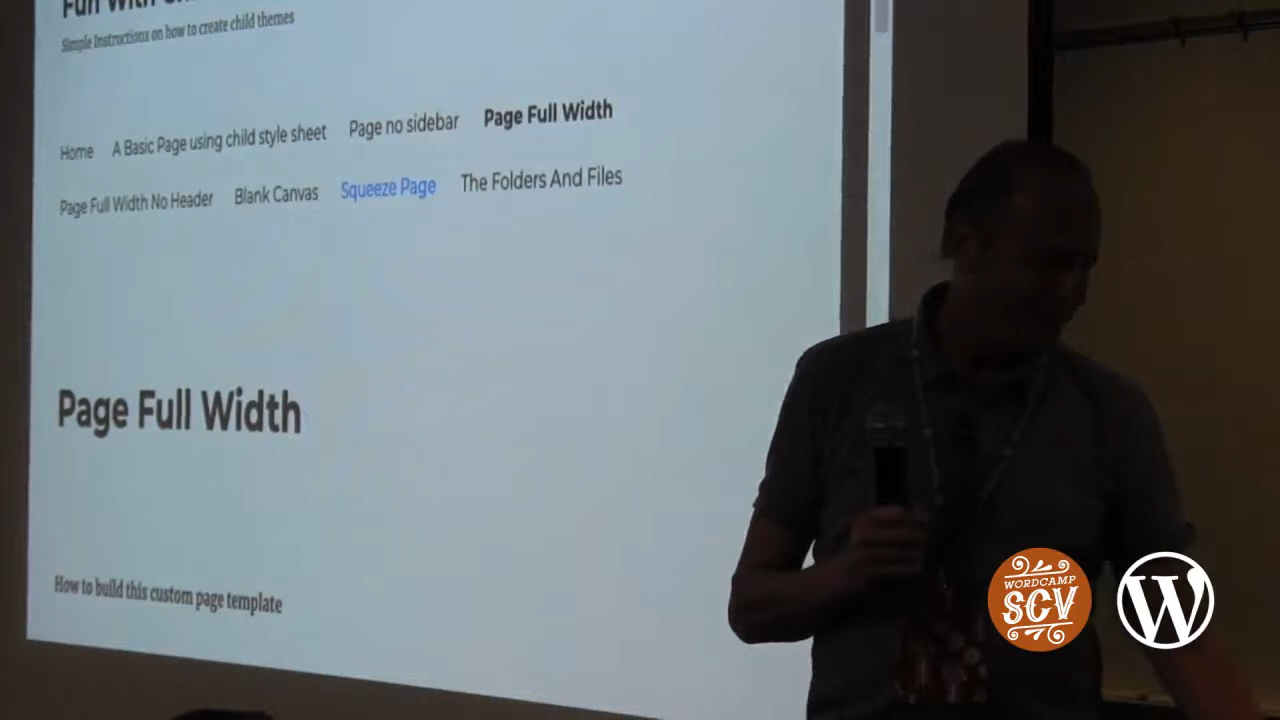 Fun With
Simple Instructions on how to create child themes
Home A Basic Page using child style sheet Page no sidebar Page Full Width
Page Full Width No Header Blank Canvas Squeeze Page The Folders And Files
Page Full Width
How to build this custom page template
WORDCAMP
SCV
W